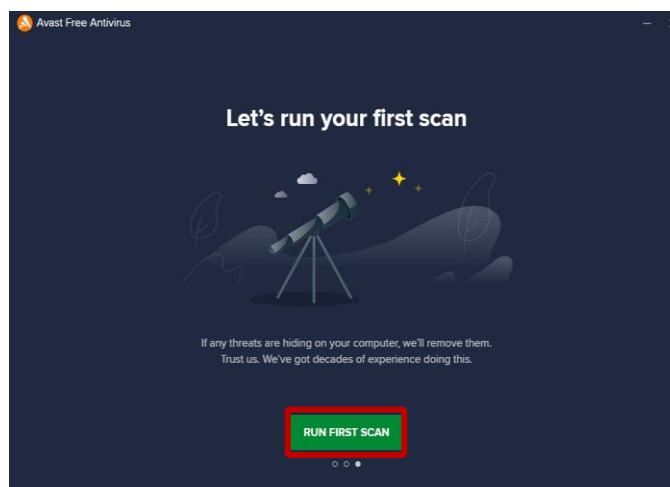 Avast Free Antivirus
Let's run your first scan
If any threats are hiding on your computer, we'll remove them.
Trust us. We've got decades of experience doing this.
RUN FIRST SCAN